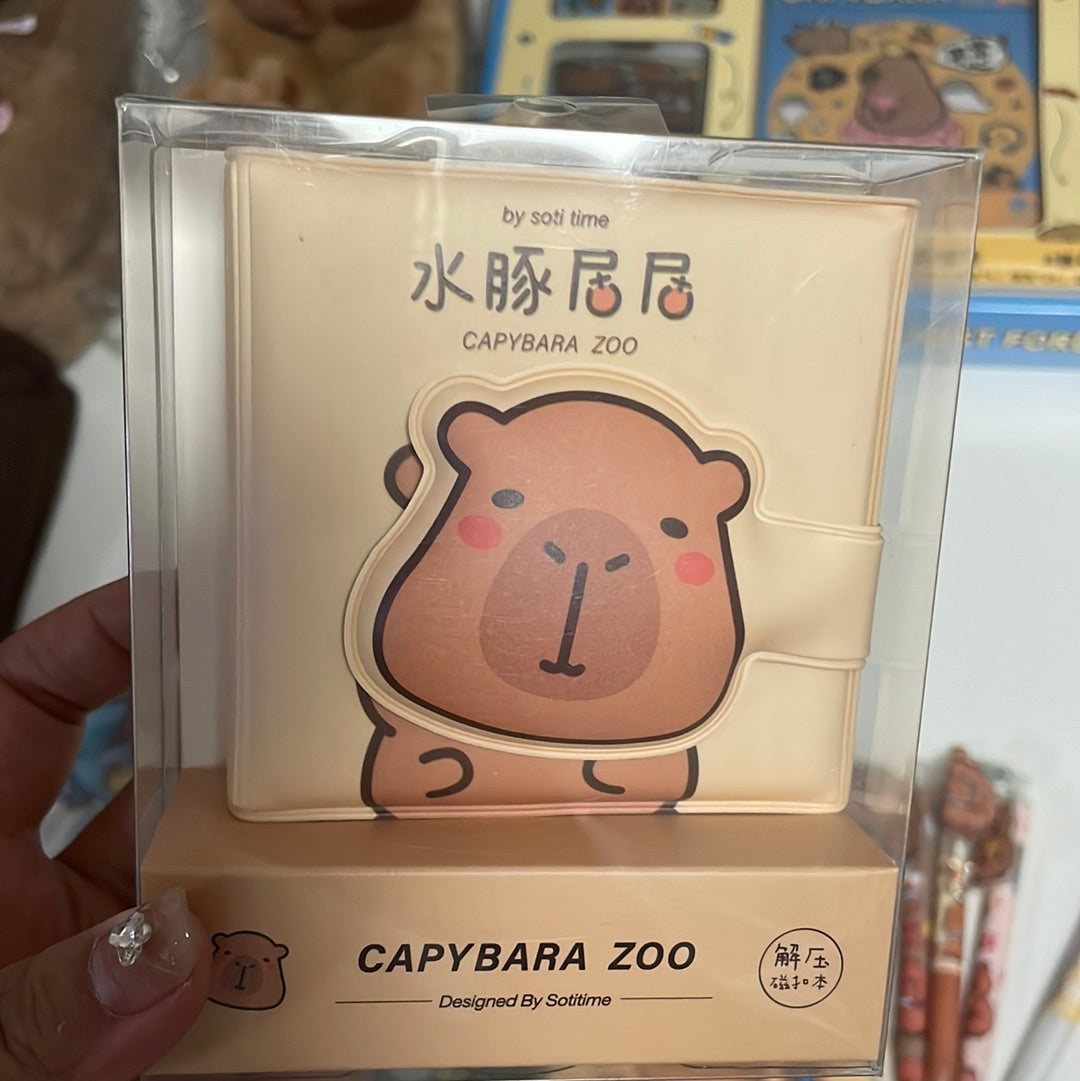 by soti time
水豚居居
CAPYBARA ZOO
CAPYBARA ZOO
Designed By Sotitime
解压
磁扣本